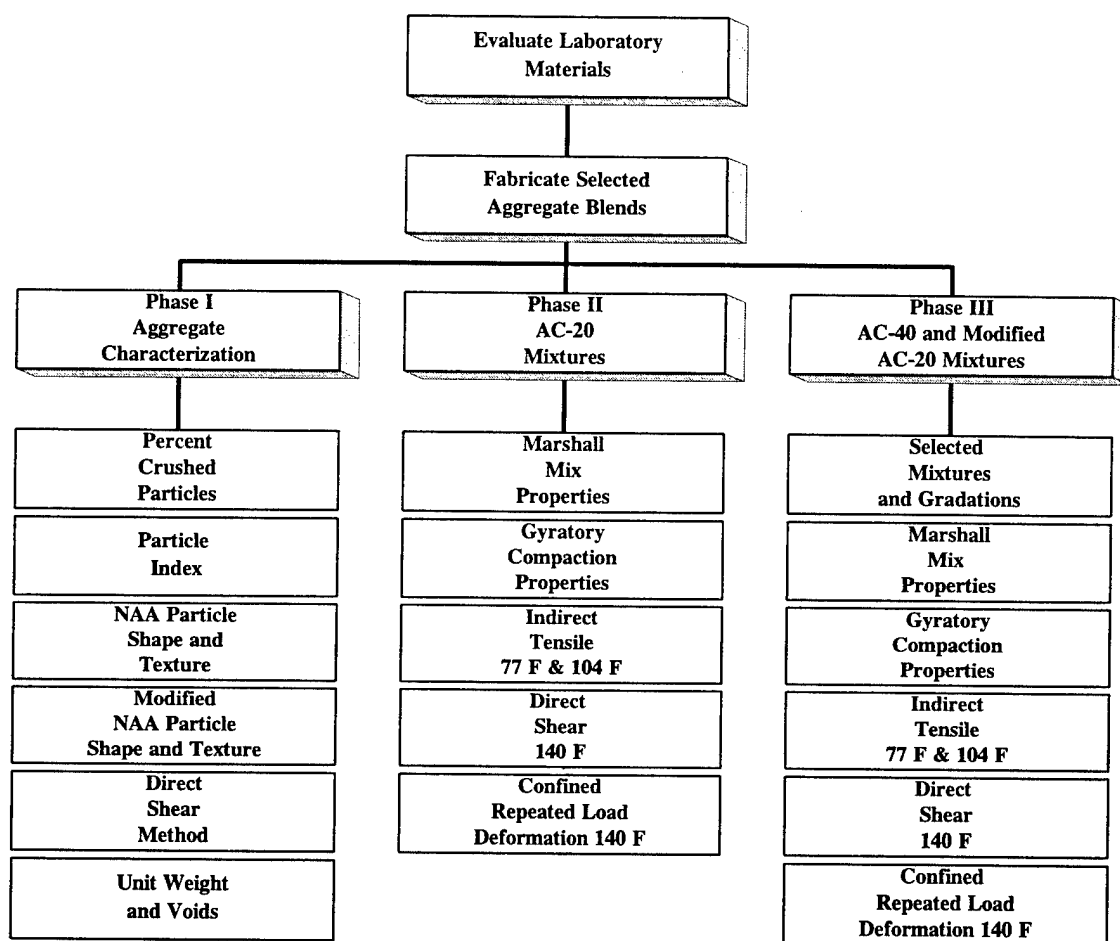 Evaluate Laboratory
Materials
Fabricate Selected
Aggregate Blends
Phase I
Aggregate
Characterization
Phase II
AC-20
Mixtures
Phase III
AC-40 and Modified
AC-20 Mixtures
Percent
Crushed
Particles
Particle
Index
NAA Particle
Shape and
Texture
Modified
NAA Particle
Shape and Texture
Direct
Shear
Method
Unit Weight
and Voids
Marshall
Mix
Properties
Gyratory
Compaction
Properties
Indirect
Tensile
77 F & 104 F
Direct
Shear
140 F
Confined
Repeated Load
Deformation 140 F
Selected
Mixtures
and Gradations
Marshall
Mix
Properties
Gyratory
Compaction
Properties
Indirect
Tensile
77 F & 104 F
Direct
Shear
140 F
Confined
Repeated Load
Deformation 140 F